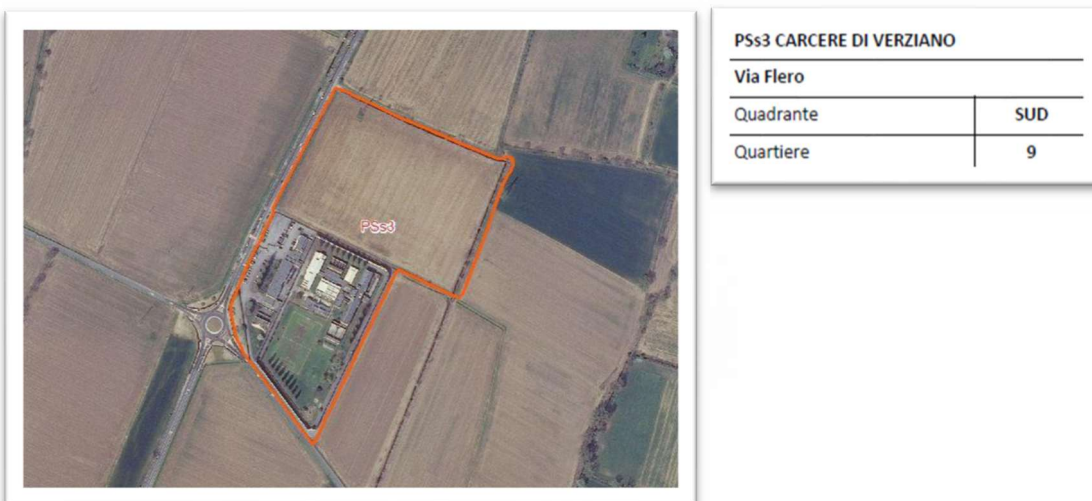 PSs3
PSs3 CARCERE DI VERZIANO
Via Flero
Quadrante SUD
Quartiere 9